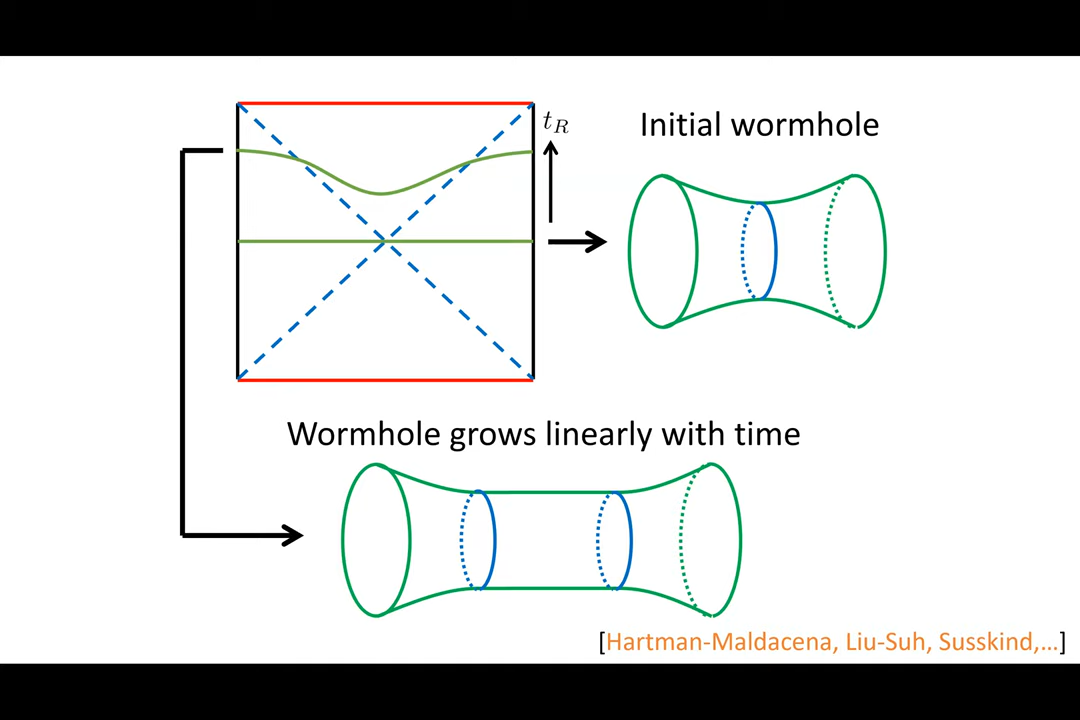 t_R
Initial wormhole
Wormhole grows linearly with time
[Hartman-Maldacena, Liu-Suh, Susskind,...]